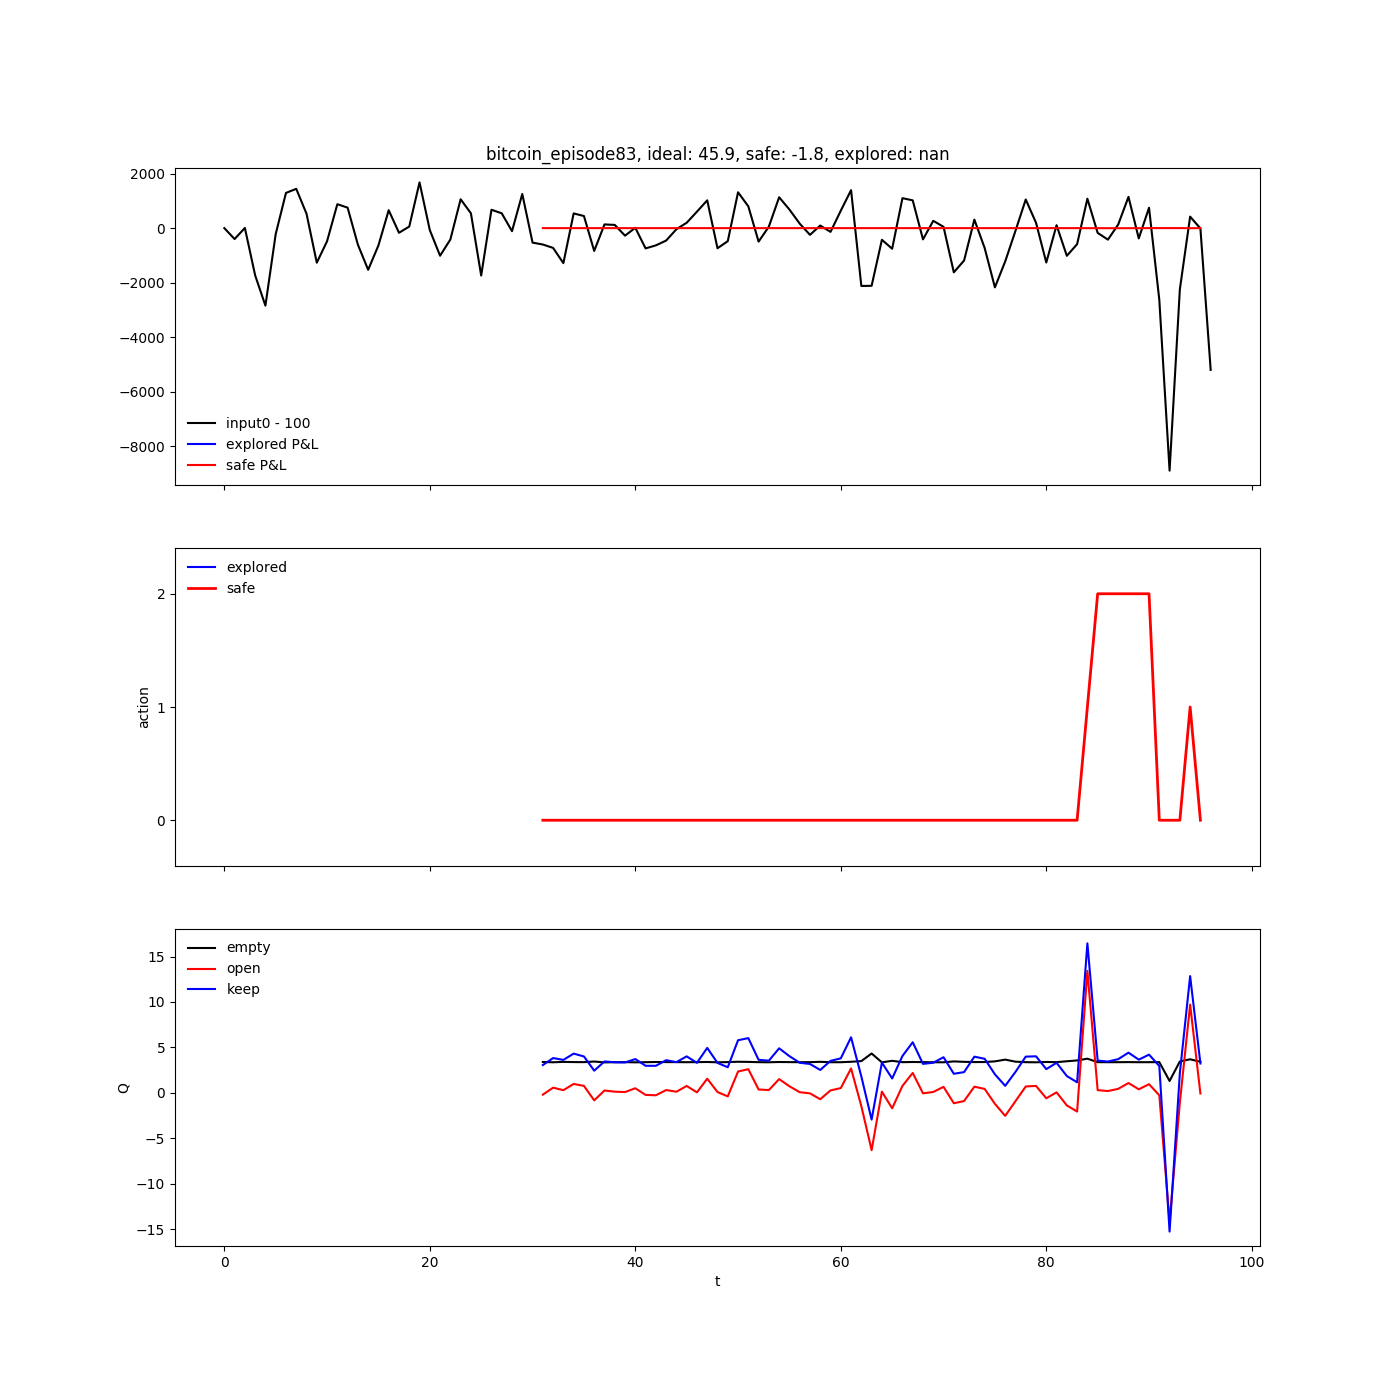 bitcoin_episode83, ideal: 45.9, safe: -1.8, explored: nan
2000
0
−2000
−4000
−6000
−8000
input0 - 100
explored P&L
safe P&L
action
2
1
0
explored
safe
Q
15
10
5
0
−5
−10
−15
empty
open
keep
0 20 40 60 80 100
t